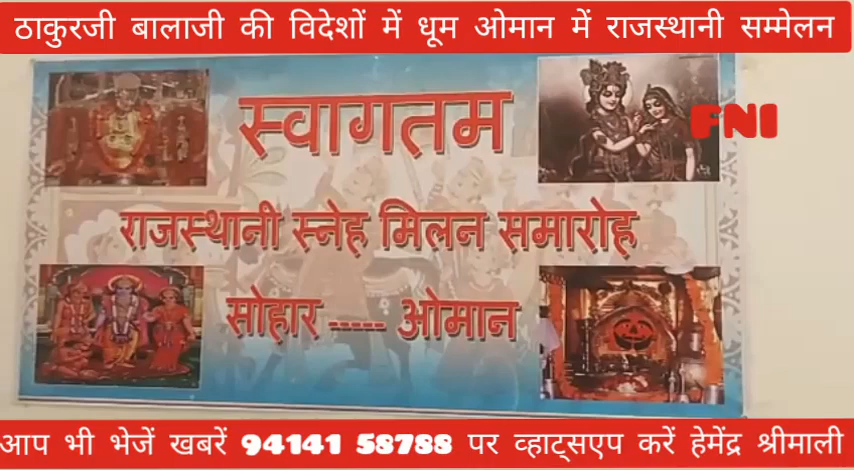 ठाकुरजी बालाजी की विदेशों में धूम ओमान में राजस्थानी सम्मेलन
स्वागतम
FNI
राजस्थानी स्नेह मिलन समारोह
सोहार ----- ओमान
आप भी भेजें खबरें 94141 58788 पर व्हाट्सएप करें हेमेंद्र श्रीमाली